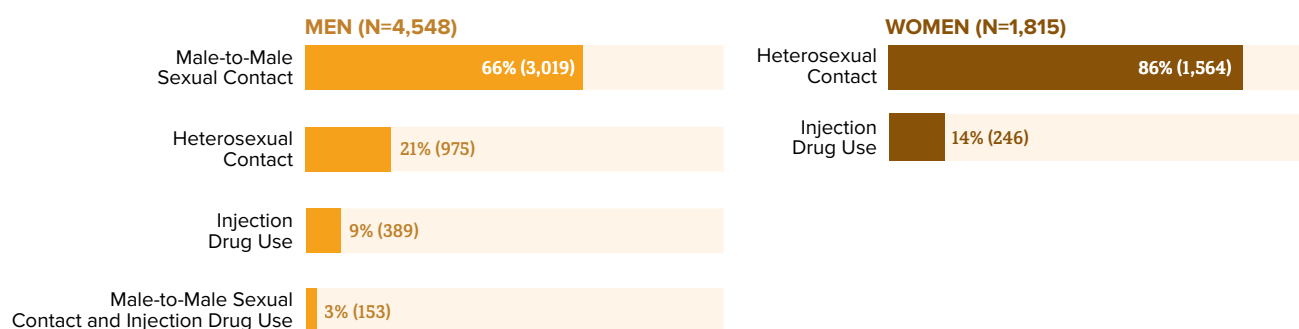 MEN (N=4,548)
Male-to-Male
Sexual Contact
66% (3,019)
Heterosexual
Contact
21% (975)
Injection
Drug Use
9% (389)
Male-to-Male Sexual
Contact and Injection Drug Use
3% (153)
WOMEN (N=1,815)
Heterosexual
Contact
86% (1,564)
Injection
Drug Use
14% (246)